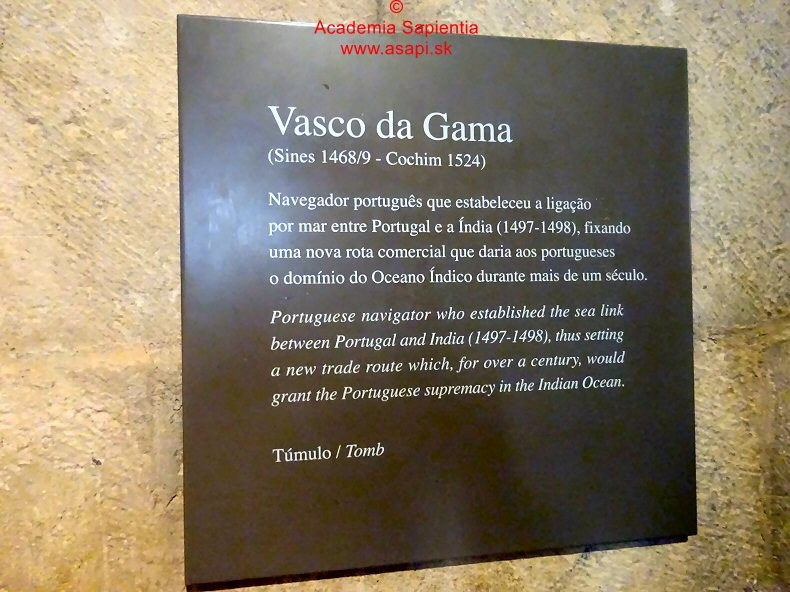 ©
Academia Sapientia
www.asapi.sk
Vasco da Gama
(Sines 1468/9 - Cochim 1524)
Navegador português que estabeleceu a ligação
por mar entre Portugal e a Índia (1497-1498), fixando
uma nova rota comercial que daria aos portugueses
o domínio do Oceano Índico durante mais de um século.
Portuguese navigator who established the sea link
between Portugal and India (1497-1498), thus setting
a new trade route which, for over a century, would
grant the Portuguese supremacy in the Indian Ocean.
Túmulo / Tomb